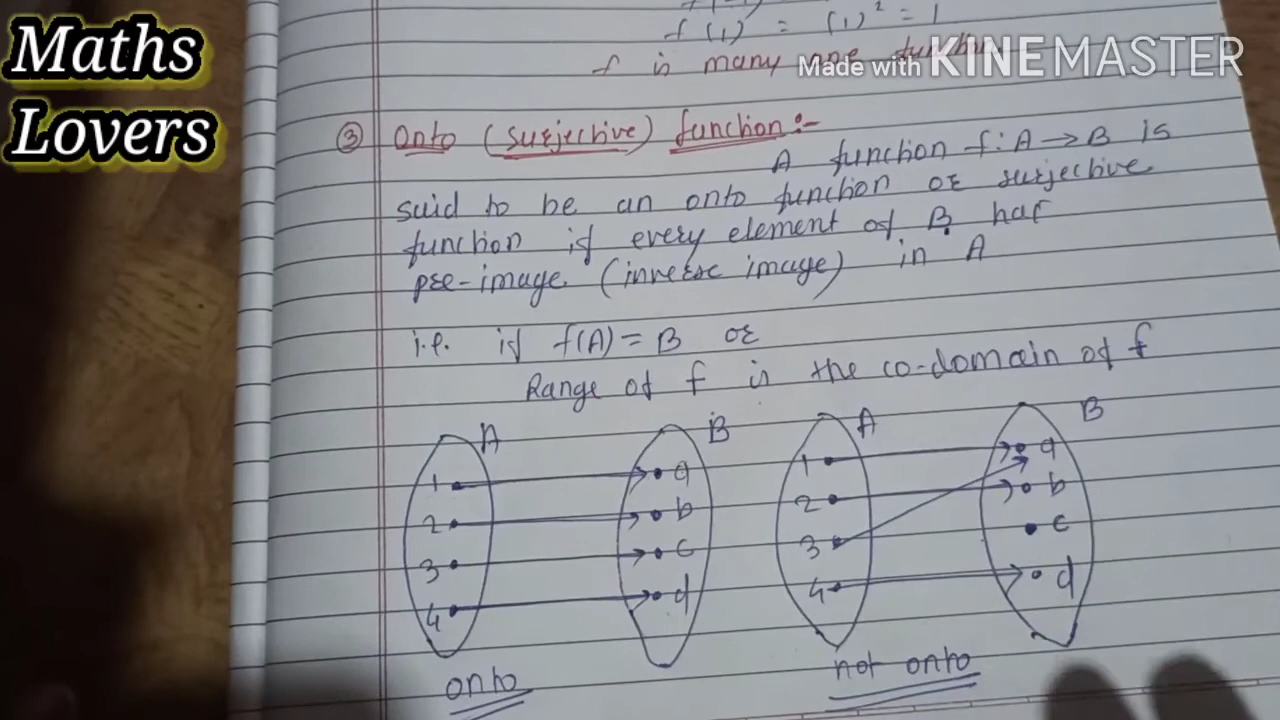 Maths
Lovers
Made with KINEMASTER
f(1) = (1)² = 1
f is many one function
③ Onto (surjective) function:-
A function f: A → B is
said to be an onto function or surjective
function if every element of B has
pre-image. (inverse image) in A
i.e. if f(A) = B or
Range of f is the co-domain of f
A B A B
1 a 1 a
2 b 2 b
3 c 3 c
4 d 4 d
onto not onto